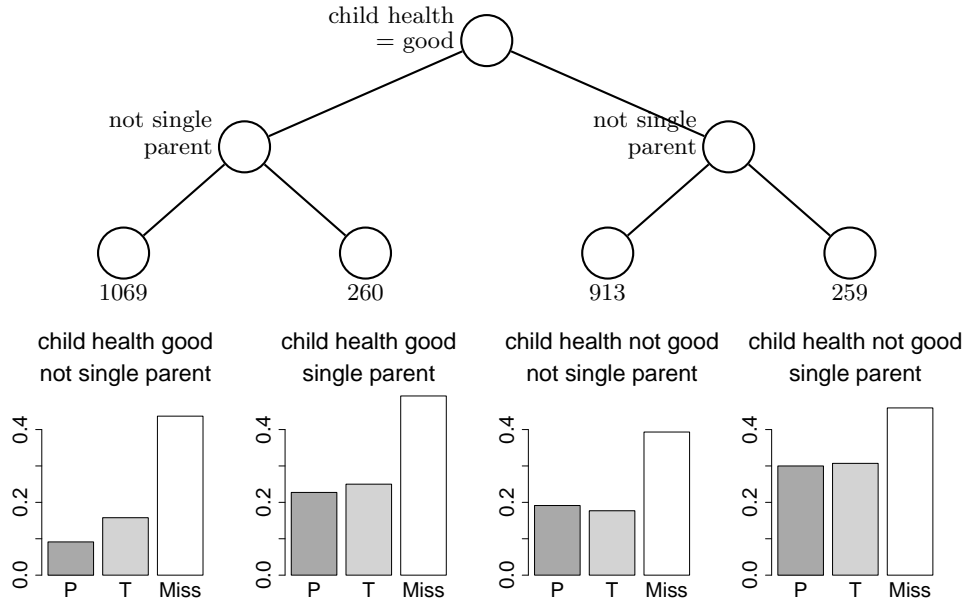 child health
= good
not single
parent
not single
parent
1069
260
913
259
child health good
not single parent
child health good
single parent
child health not good
not single parent
child health not good
single parent
0.0
0.2
0.4
P
T
Miss
0.0
0.2
0.4
P
T
Miss
0.0
0.2
0.4
P
T
Miss
0.0
0.2
0.4
P
T
Miss